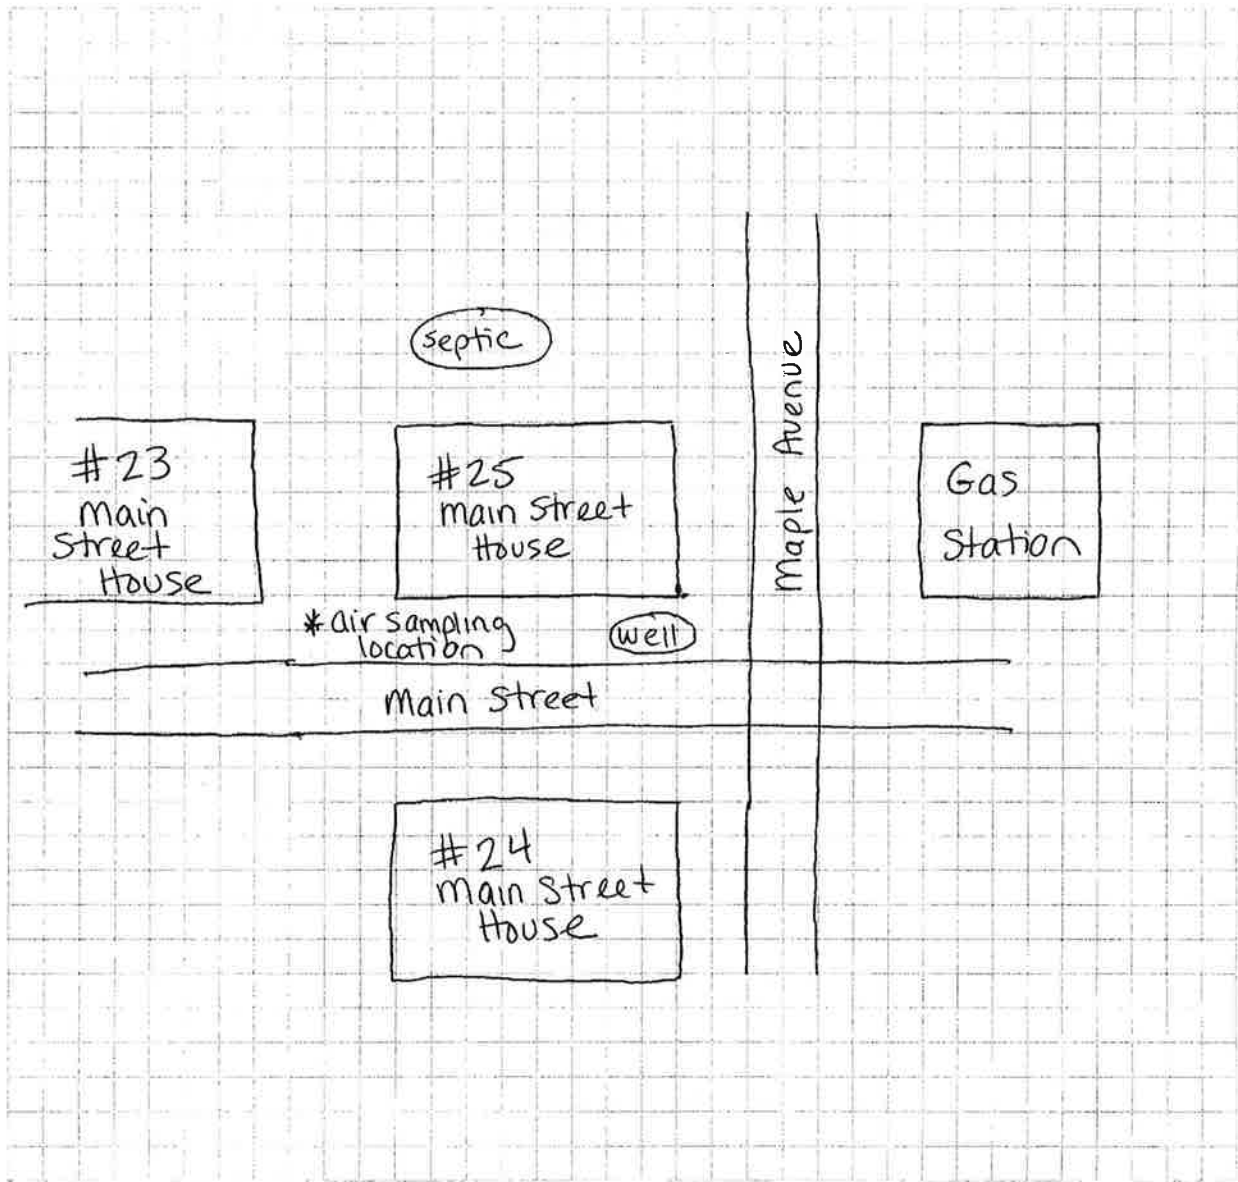 septic
#23
Main
Street
House
#25
Main Street
House
Maple Avenue
Gas
Station
* air sampling
location
well
Main Street
#24
Main Street
House